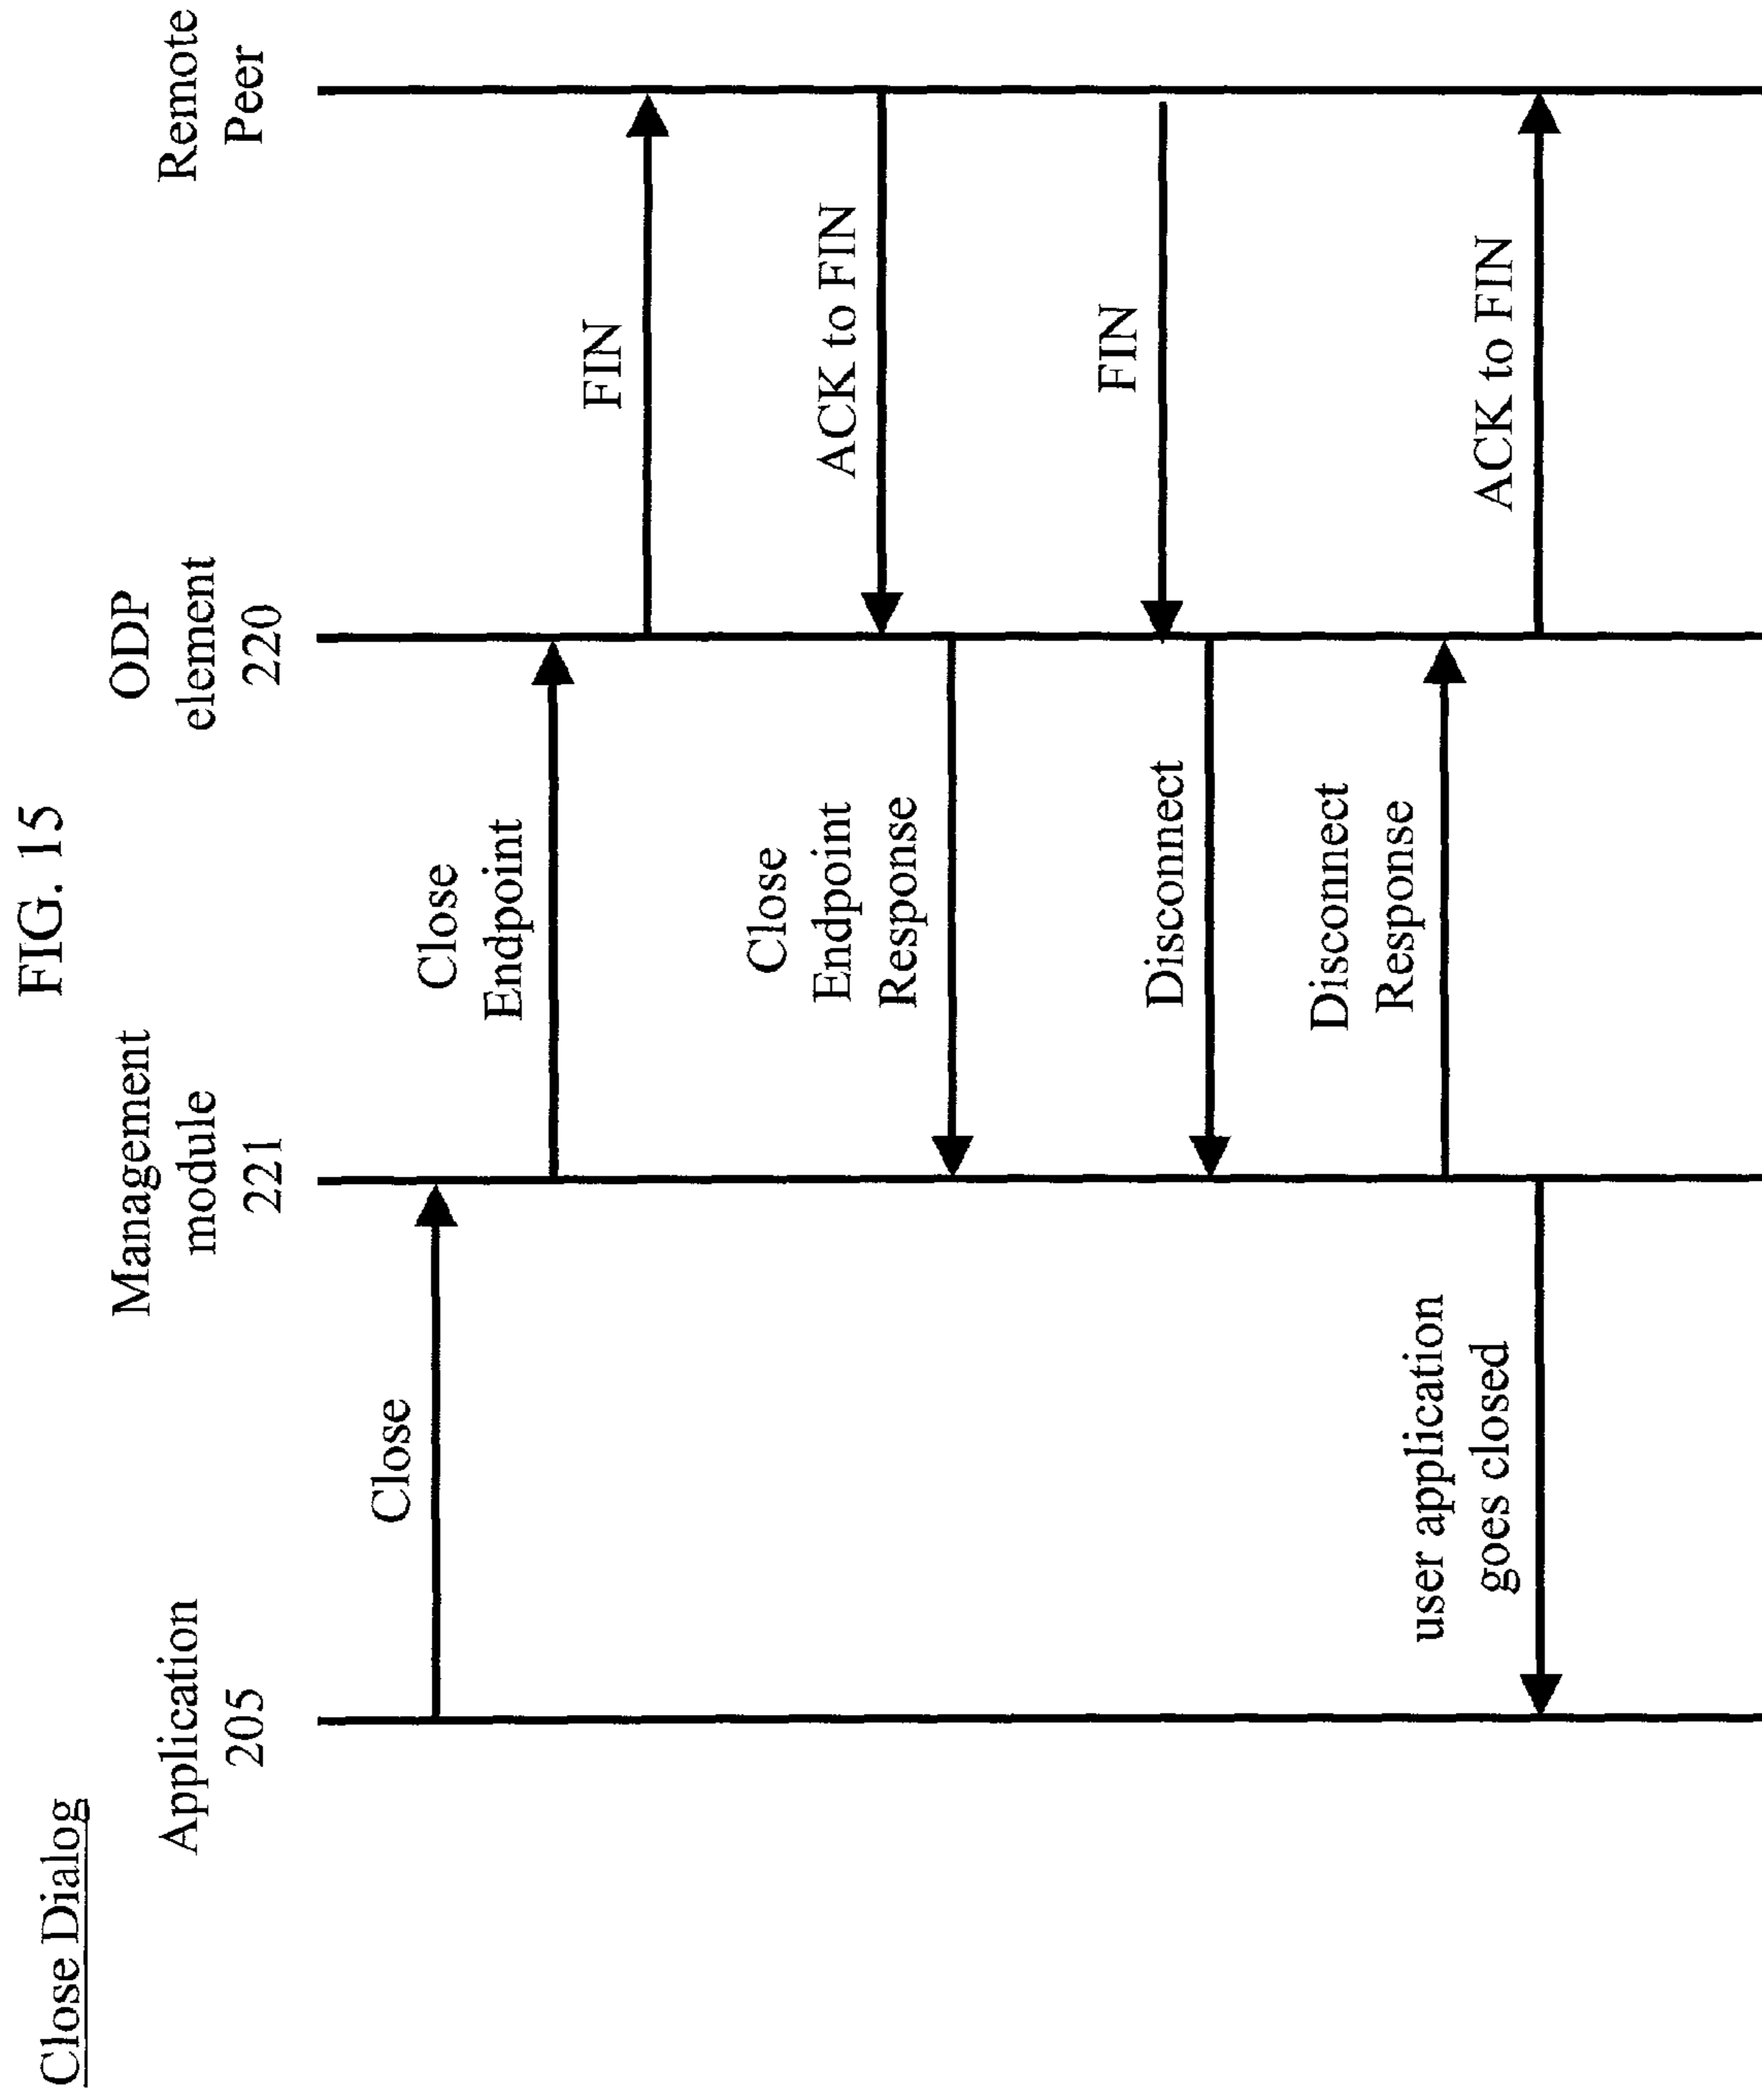 FIG. 15
Close Dialog
Application
205
Management
module
221
ODP
element
220
Remote
Peer
Close
Close
Endpoint
FIN
ACK to FIN
Close
Endpoint
Response
FIN
Disconnect
Disconnect
Response
user application
goes closed
ACK to FIN